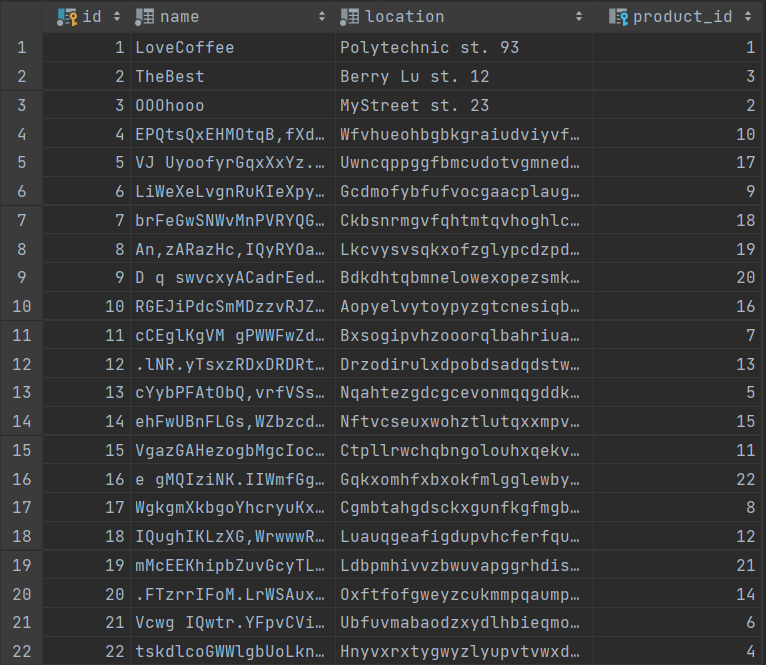 id name location product_id
1 1 LoveCoffee Polytechnic st. 93 1
2 2 TheBest Berry Lu st. 12 3
3 3 OOOhooo MyStreet st. 23 2
4 4 EPQtsQxEHMOtqB,fXd… Wfvhueohbgbkgraiudviyvf… 10
5 5 VJ UyoofyrGqxXxYz.… Uwncqppggfbmcudotvgmned… 17
6 6 LiWeXeLvgnRuKIeXpy… Gcdmofybfufvocgaacplaug… 9
7 7 brFeGwSNWvMnPVRYQG… Ckbsnrmgvfqhtmtqvhoghlc… 18
8 8 An,zARazHc,IQyRYOa… Lkcvysvsqkxofzglypcdzpd… 19
9 9 D q swvcxyACadrEed… Bdkdhtqbmnelowexopezsmk… 20
10 10 RGEJiPdcSmMDzzvRJZ… Aopyelvytoypyzgtcnesiqb… 16
11 11 cCEglKgVM gPWWFwZd… Bxsogipvhzooorqlbahriua… 7
12 12 .lNR.yTsxzRDxDRDRt… Drzodirulxdpobdsadqdstw… 13
13 13 cYybPFAtObQ,vrfVSs… Nqahtezgdcgcevonmqqgddk… 5
14 14 ehFwUBnFLGs,WZbzcd… Nftvcseuxwohztlutqxxmpv… 15
15 15 VgazGAHezogbMgcIoc… Ctpllrwchqbngolouhxqekv… 11
16 16 e gMQIziNK.IIWmfGg… Gqkxomhfxbxokfmlgglewby… 22
17 17 WgkgmXkbgoYhcryuKx… Cgmbtahgdsckxgunfkgfmgb… 8
18 18 IQughIKLzXG,WrwwwR… Luauqgeafigdupvhcferfqu… 12
19 19 mMcEEKhipbZuvGcyTL… Ldbpmhivvzbwuvapggrhdis… 21
20 20 .FTzrrIFoM.LrWSAux… Oxftfofgweyzcukmmpqaump… 14
21 21 Vcwg IQwtr.YFpvCVi… Ubfuvmabaodzxydlhbieqmo… 6
22 22 tskdlcoGWWlgbUoLkn… Hnyvxrxtygwyzlyupvtvwxd… 4